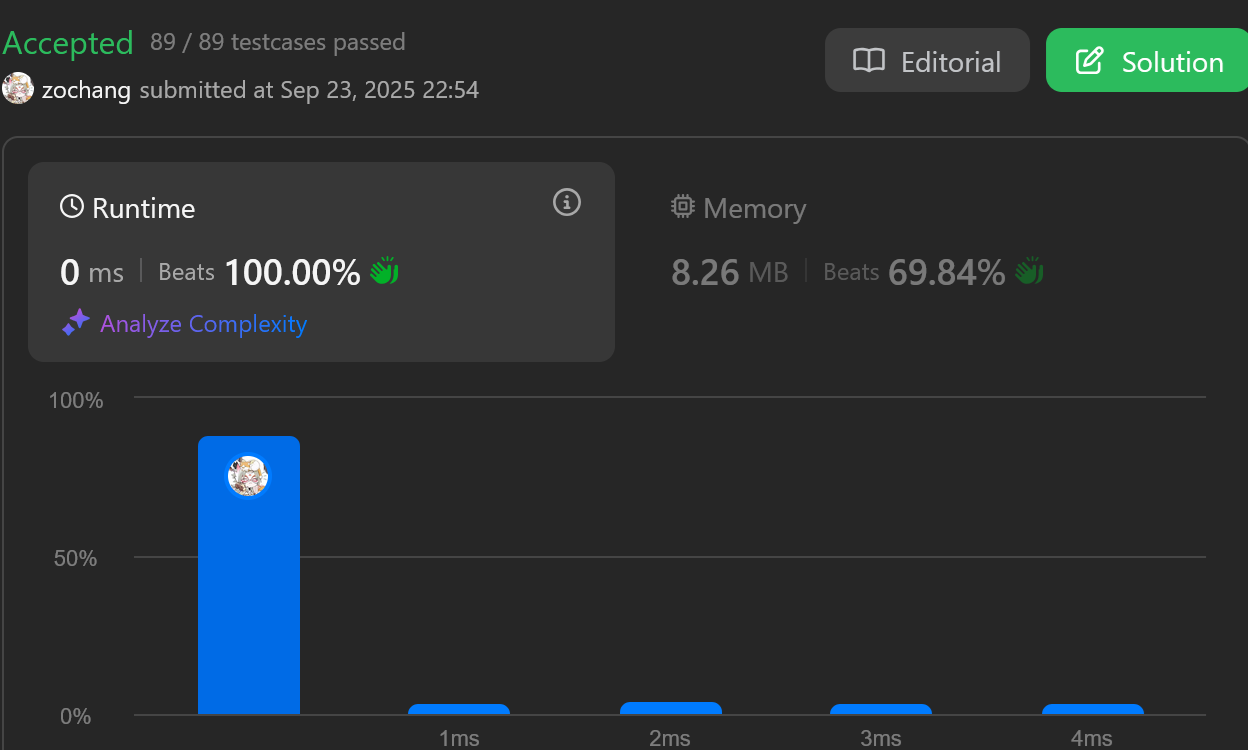 Accepted 89 / 89 testcases passed
zochang submitted at Sep 23, 2025 22:54
Editorial
Solution
Runtime
0 ms Beats 100.00%
Analyze Complexity
Memory
8.26 MB Beats 69.84%
100%
50%
0%
1ms 2ms 3ms 4ms